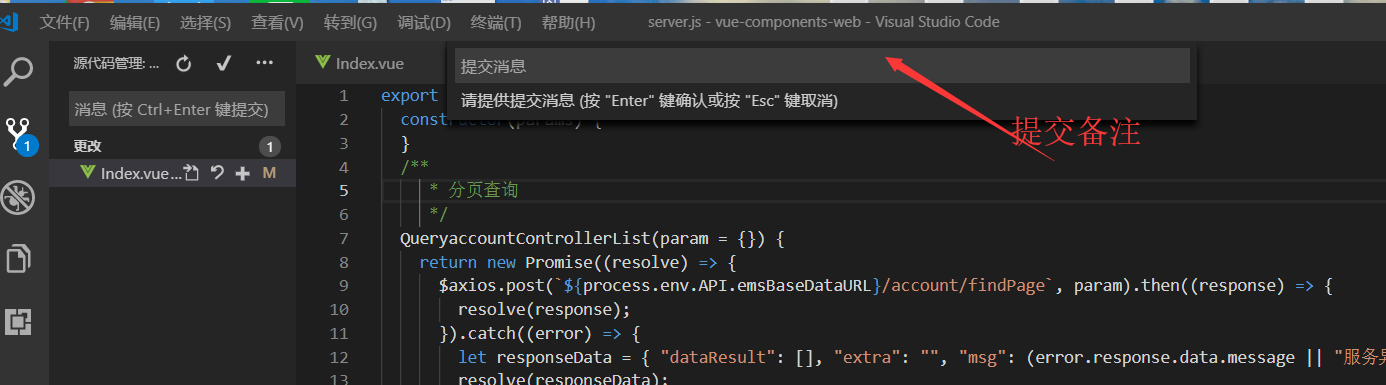 文件(F) 编辑(E) 选择(S) 查看(V) 转到(G) 调试(D) 终端(T) 帮助(H) server.js - vue-components-web - Visual Studio Code
源代码管理: ...
Index.vue
提交消息
请提供提交消息 (按 "Enter" 键确认或按 "Esc" 键取消)
提交备注
消息 (按 Ctrl+Enter 键提交)
更改 1
Index.vue... M
1
1 export
2 constructor(params) {
3 }
4 /**
5 * 分页查询
6 */
7 QueryaccountControllerList(param = {}) {
8 return new Promise((resolve) => {
9 $axios.post(`${process.env.API.emsBaseDataURL}/account/findPage`, param).then((response) => {
10 resolve(response);
11 }).catch((error) => {
12 let responseData = { "dataResult": [], "extra": "", "msg": (error.response.data.message || "服务
13 resolve(responseData);